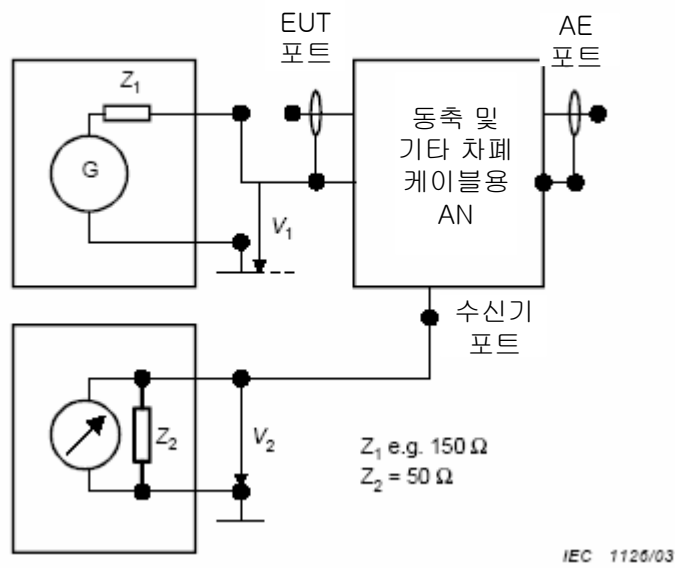 EUT
포트
AE
포트
Z1
G
V1
동축 및
기타 차폐
케이블용
AN
수신기
포트
Z2
V2
Z1 e.g. 150 Ω
Z2 = 50 Ω
IEC 1126/03